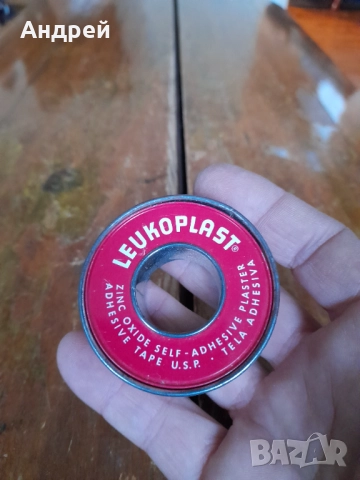 Андрей
LEUKOPLAST®
ZINC OXIDE SELF-ADHESIVE PLASTER
ADHESIVE TAPE U.S.P. · TELA ADHESIVA
BAZAR